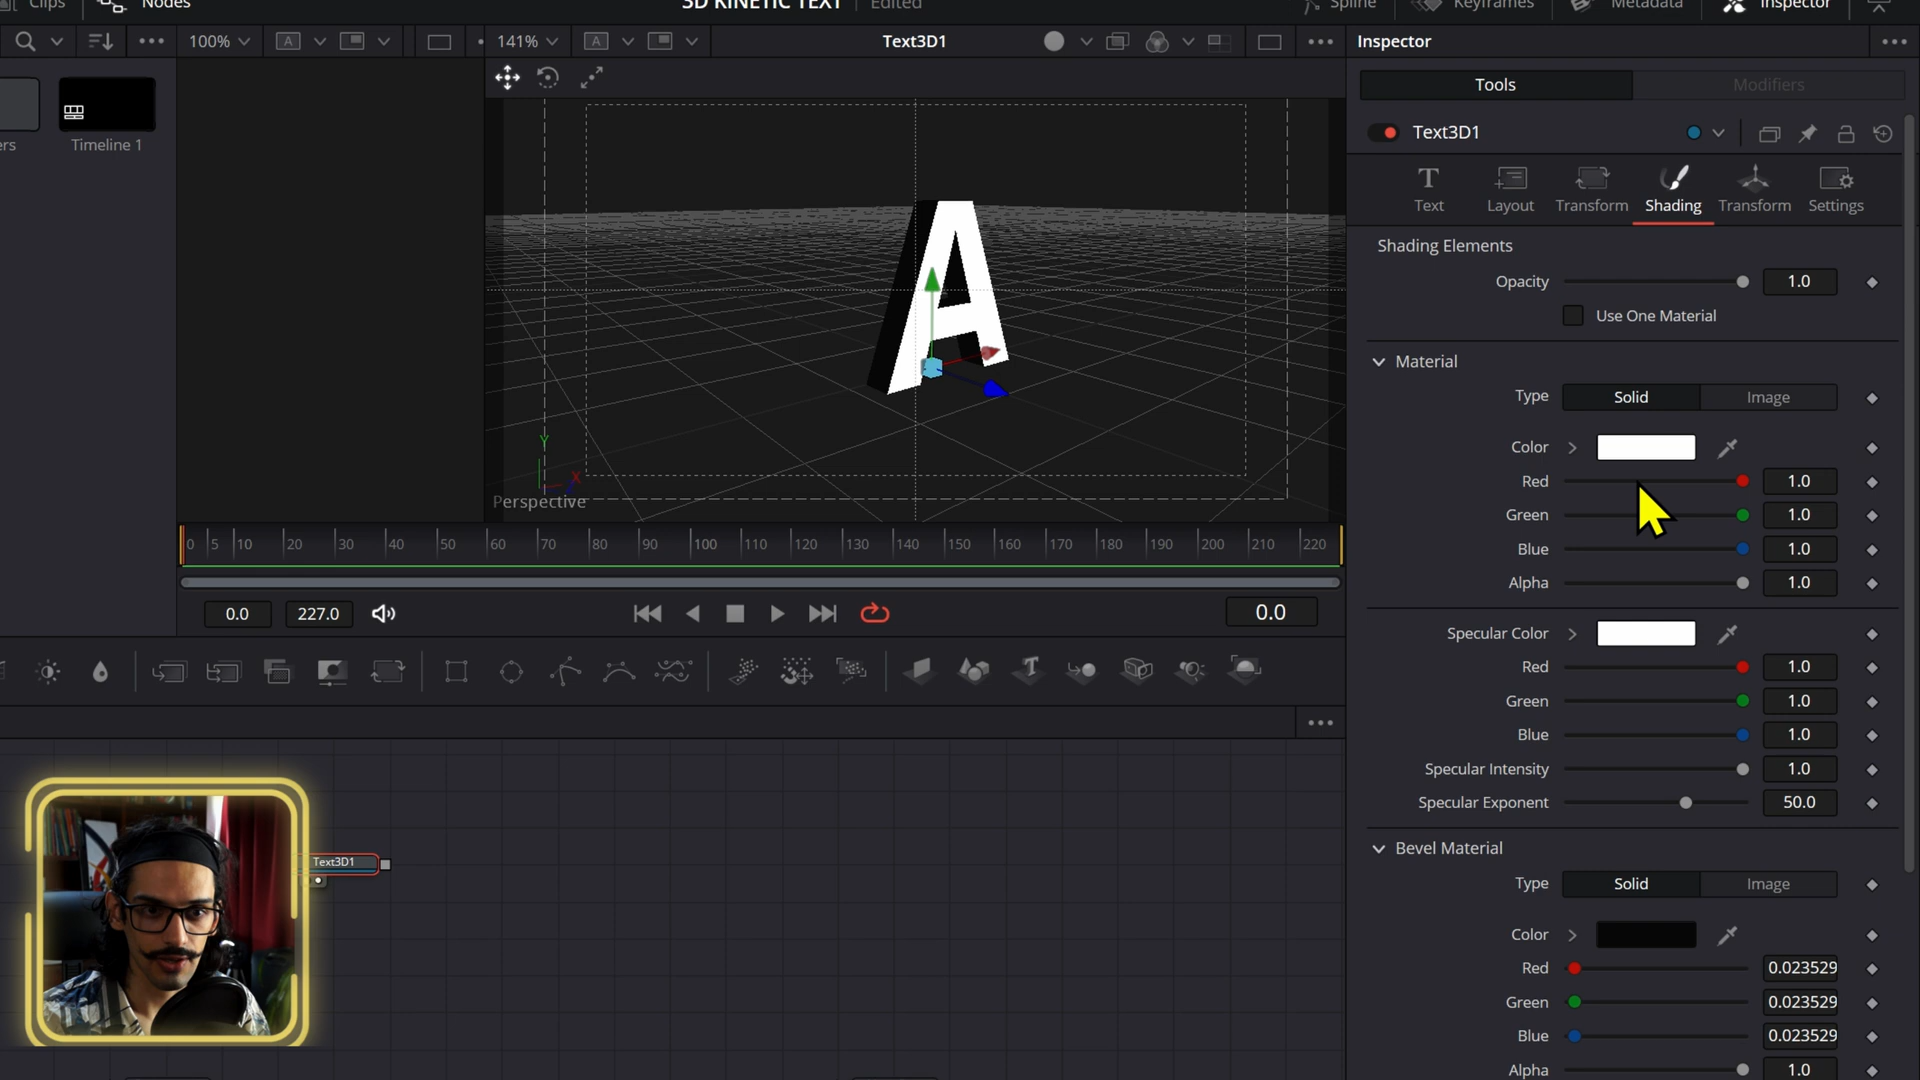 Clips
Nodes
3D KINETIC TEXT
Edited
Spline
Keyframes
Metadata
Inspector
100%
A
141%
A
Text3D1
Inspector
Tools
Modifiers
Timeline 1
Text3D1
Text
Layout
Transform
Shading
Transform
Settings
Shading Elements
Opacity 1.0
Use One Material
Material
Type Solid Image
Color
Red 1.0
Green 1.0
Blue 1.0
Alpha 1.0
A
Y
X
Perspective
0 5 10 20 30 40 50 60 70 80 90 100 110 120 130 140 150 160 170 180 190 200 210 220
0.0 227.0 0.0
Specular Color
Red 1.0
Green 1.0
Blue 1.0
Specular Intensity 1.0
Specular Exponent 50.0
Bevel Material
Type Solid Image
Color
Red 0.023529
Green 0.023529
Blue 0.023529
Alpha 1.0
Text3D1